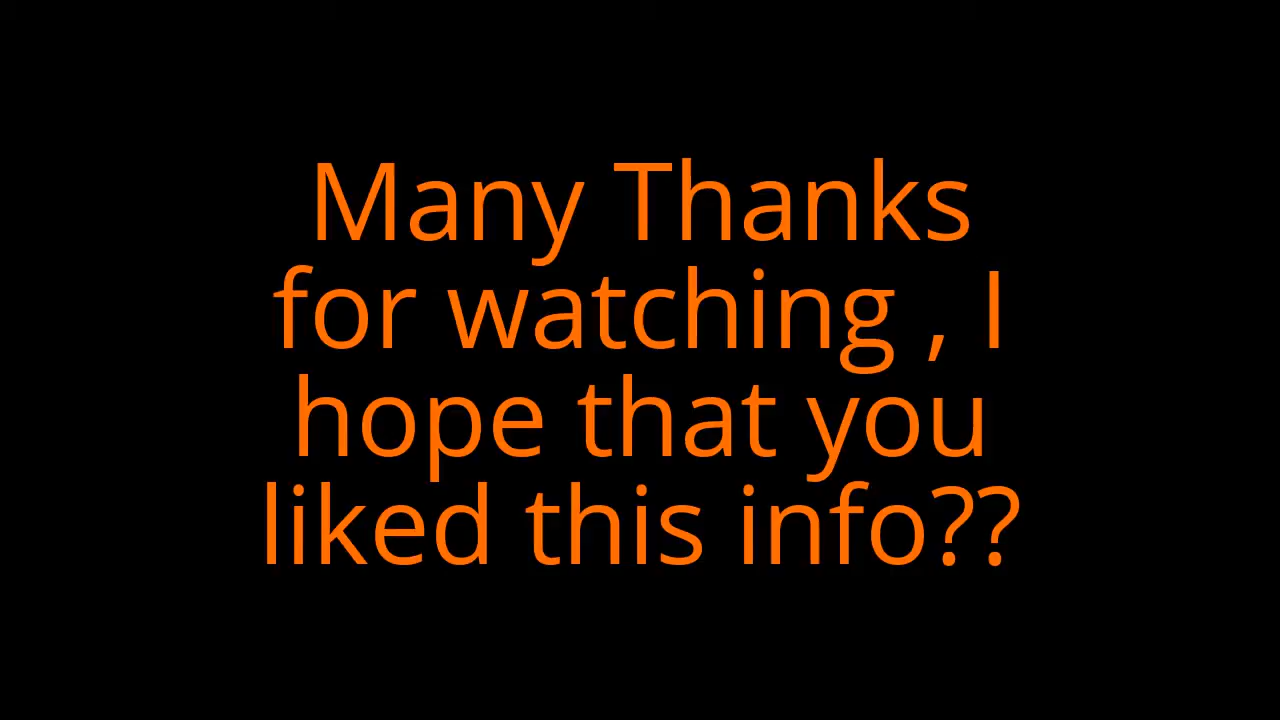 Many Thanks
for watching , I
hope that you
liked this info??